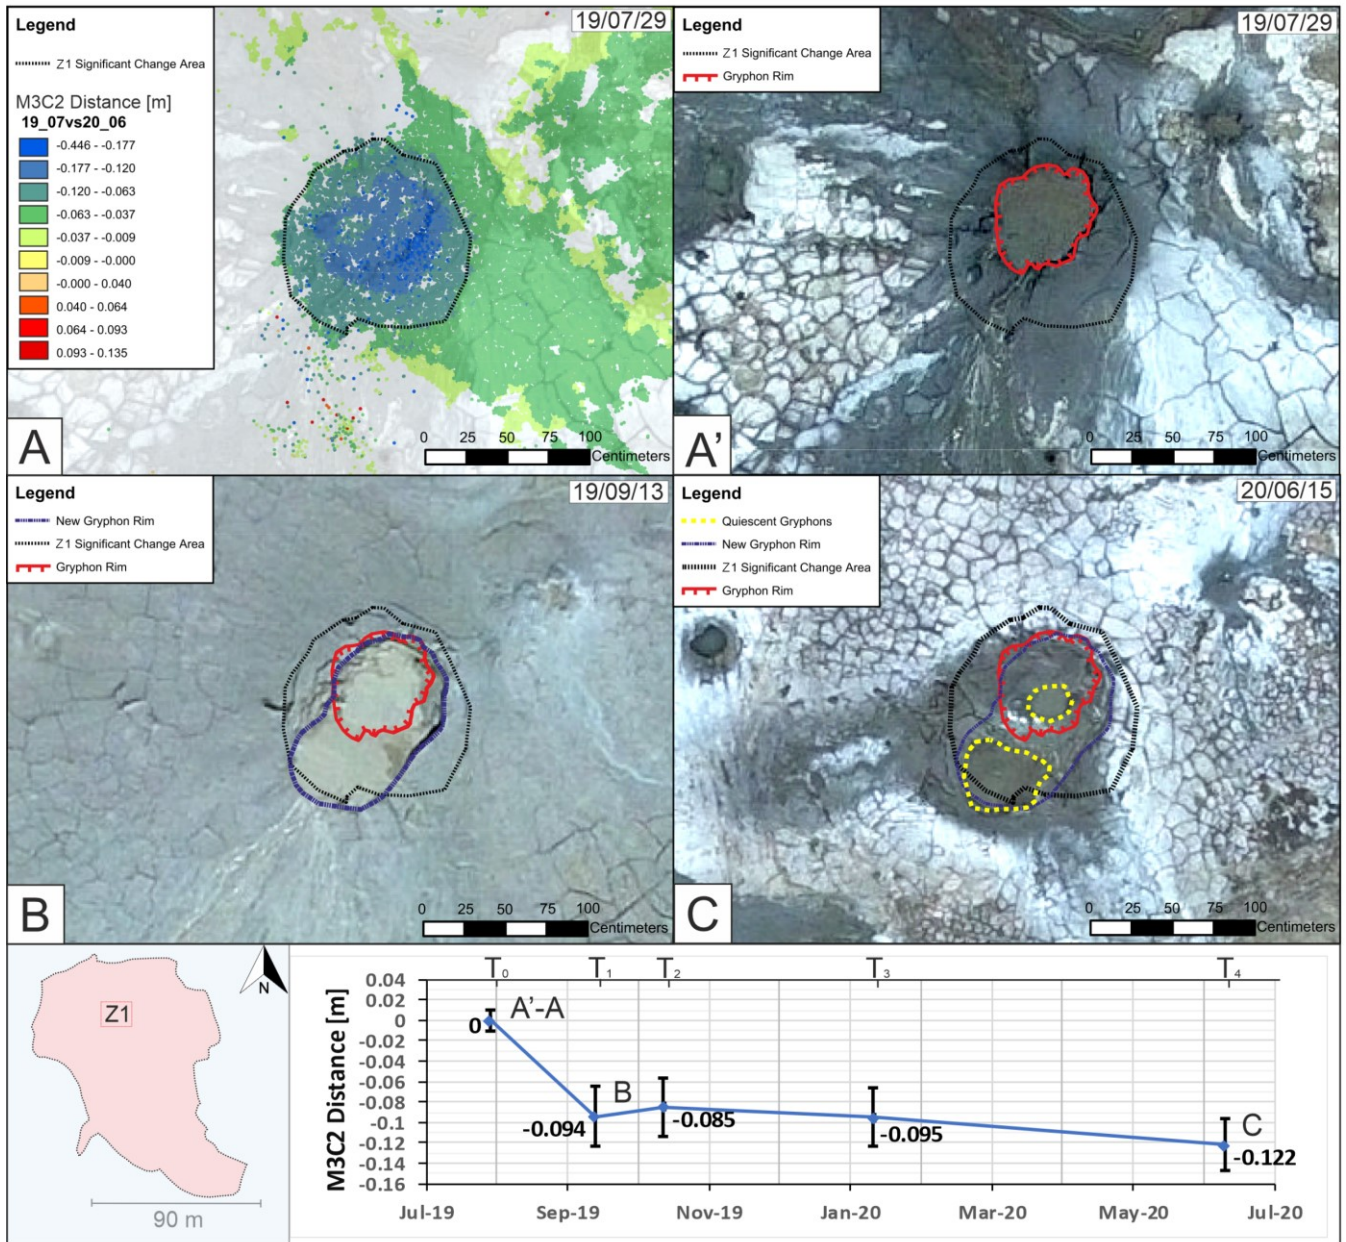 Legend
19/07/29
Z1 Significant Change Area
M3C2 Distance [m]
19_07vs20_06
-0.446 - -0.177
-0.177 - -0.120
-0.120 - -0.063
-0.063 - -0.037
-0.037 - -0.009
-0.009 - -0.000
-0.000 - 0.040
0.040 - 0.064
0.064 - 0.093
0.093 - 0.135
A
0 25 50 75 100
Centimeters
Legend
19/07/29
Z1 Significant Change Area
Gryphon Rim
A'
0 25 50 75 100
Centimeters
Legend
19/09/13
New Gryphon Rim
Z1 Significant Change Area
Gryphon Rim
B
0 25 50 75 100
Centimeters
Legend
20/06/15
Quiescent Gryphons
New Gryphon Rim
Z1 Significant Change Area
Gryphon Rim
C
0 25 50 75 100
Centimeters
Z1
N
90 m
T0 T1 T2 T3 T4
M3C2 Distance [m]
0.04
0.02
0
-0.02
-0.04
-0.06
-0.08
-0.1
-0.12
-0.14
-0.16
0
A'-A
B
-0.094
-0.085
-0.095
C
-0.122
Jul-19 Sep-19 Nov-19 Jan-20 Mar-20 May-20 Jul-20